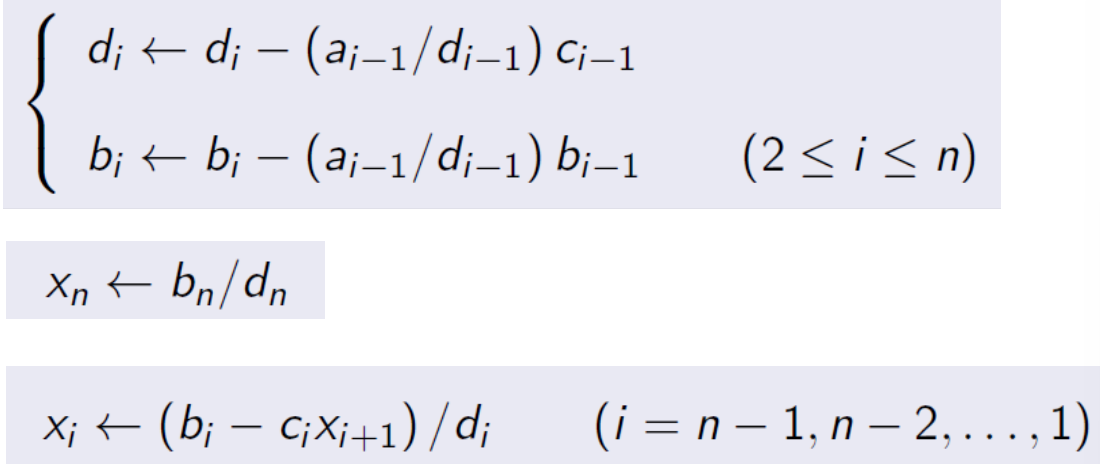 d_i ← d_i − (a_{i−1}/d_{i−1}) c_{i−1}
b_i ← b_i − (a_{i−1}/d_{i−1}) b_{i−1} (2 ≤ i ≤ n)
x_n ← b_n/d_n
x_i ← (b_i − c_i x_{i+1}) / d_i (i = n − 1, n − 2, . . . , 1)